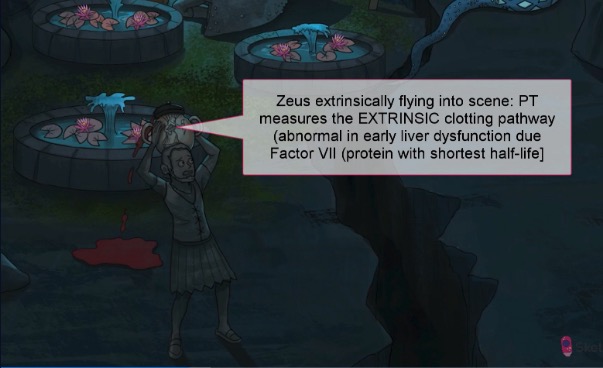 Zeus extrinsically flying into scene: PT
measures the EXTRINSIC clotting pathway
(abnormal in early liver dysfunction due
Factor VII (protein with shortest half-life]